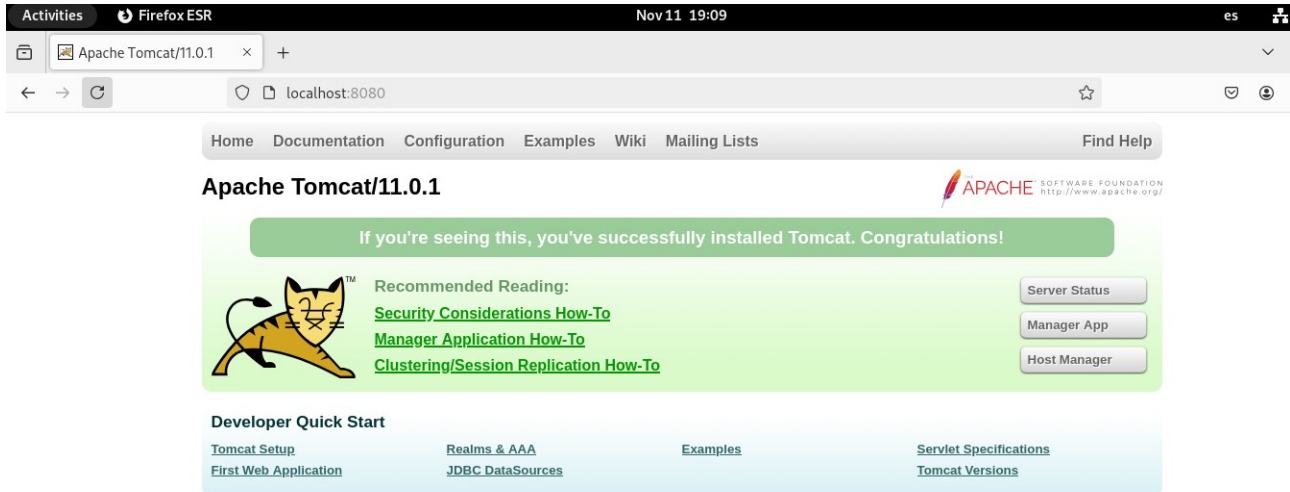 Activities Firefox ESR Nov 11 19:09 es
Apache Tomcat/11.0.1
localhost:8080
Home Documentation Configuration Examples Wiki Mailing Lists Find Help
Apache Tomcat/11.0.1
THE
APACHE SOFTWARE FOUNDATION
http://www.apache.org/
If you're seeing this, you've successfully installed Tomcat. Congratulations!
TM
Recommended Reading:
Security Considerations How-To
Manager Application How-To
Clustering/Session Replication How-To
Server Status
Manager App
Host Manager
Developer Quick Start
Tomcat Setup Realms & AAA Examples Servlet Specifications
First Web Application JDBC DataSources Tomcat Versions